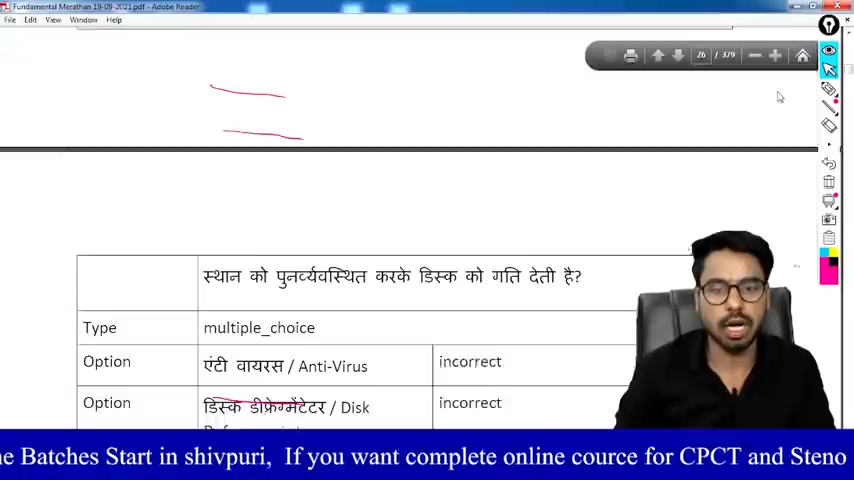 Fundamental Merathan 19-09-2021.pdf - Adobe Reader
File Edit View Window Help
26 / 379
स्थान को पुनर्व्यवस्थित करके डिस्क को गति देती है?
Type multiple_choice
Option एंटी वायरस / Anti-Virus incorrect
Option डिस्क डीफ्रेग्मेंटेटर / Disk incorrect
e Batches Start in shivpuri, If you want complete online cource for CPCT and Steno